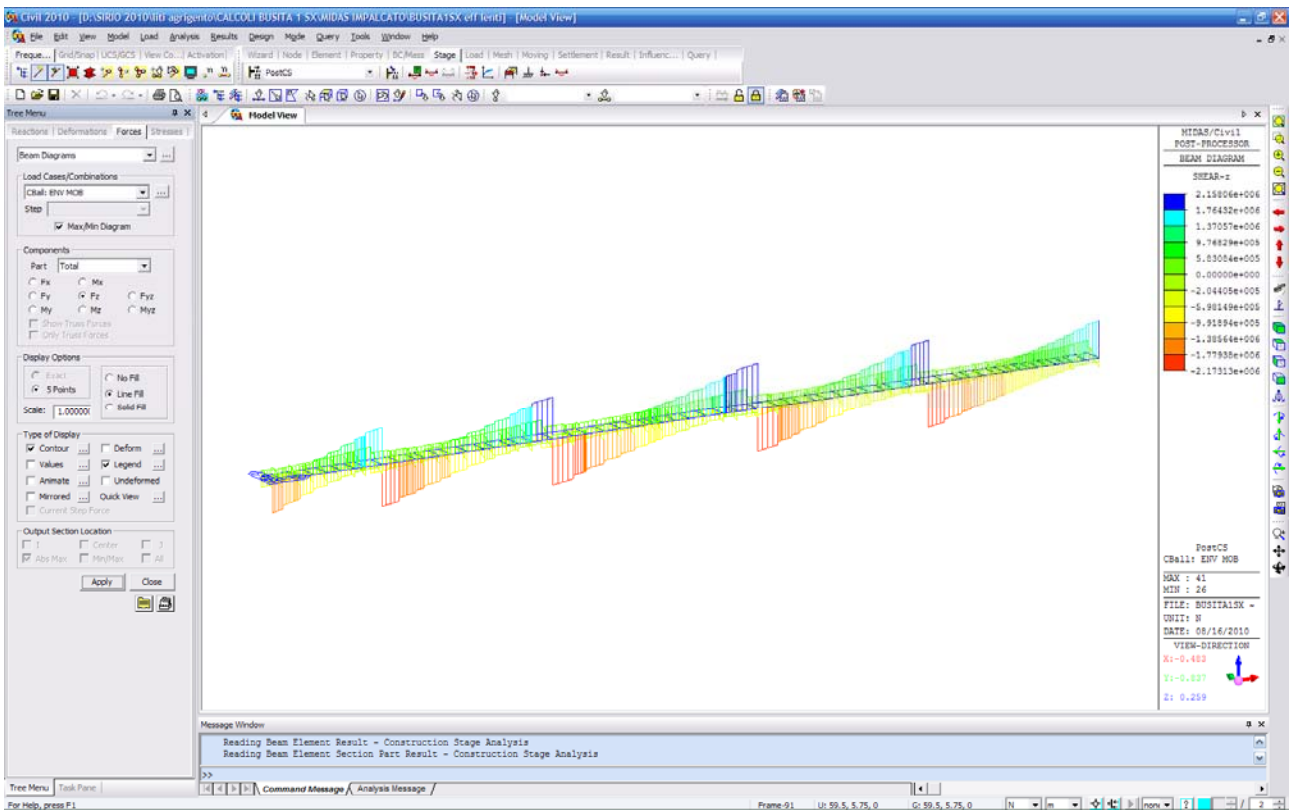 Civil 2010 - [D:\SIRIO 2010\liti agrigento\CALCOLI BUSITA 1 SX\MIDAS IMPALCATO\BUSITA1SX eff lenti] - [Model View]
File Edit View Model Load Analysis Results Design Mode Query Tools Window Help
Freque... Grid/Snap UCS/GCS View Co... Activation Wizard Node Element Property BC/Mass Stage Load Mesh Moving Settlement Result Influenc... Query
PostCS
Tree Menu
Model View
Reactions Deformations Forces Stresses
Beam Diagrams
Load Cases/Combinations
CBall: ENV MOB
Step
Max/Min Diagram
Components
Part Total
Fx Mx
Fy Fz Fyz
My Mz Myz
Show Truss Forces
Only Truss Forces
Display Options
Exact No Fill
5 Points Line Fill
Scale: 1.00000 Solid Fill
Type of Display
Contour ... Deform ...
Values ... Legend ...
Animate ... Undeformed
Mirrored ... Quick View ...
Current Step Force
Output Section Location
I Center J
Abs Max Min/Max All
Apply Close
MIDAS/Civil
POST-PROCESSOR
BEAM DIAGRAM
SHEAR-z
2.15806e+006
1.76432e+006
1.37057e+006
9.76829e+005
5.83084e+005
0.00000e+000
-2.04405e+005
-5.98149e+005
-9.91894e+005
-1.38564e+006
-1.77938e+006
-2.17313e+006
PostCS
CBall: ENV MOB
MAX : 41
MIN : 26
FILE: BUSITA1SX ~
UNIT: N
DATE: 08/16/2010
VIEW-DIRECTION
X:-0.483
Z: 0.259
Message Window
Reading Beam Element Result - Construction Stage Analysis
Reading Beam Element Section Part Result - Construction Stage Analysis
>>
Tree Menu Task Pane Command Message Analysis Message
For Help, press F1 Frame-91 U: 59.5, 5.75, 0 G: 59.5, 5.75, 0 N m none ? 2